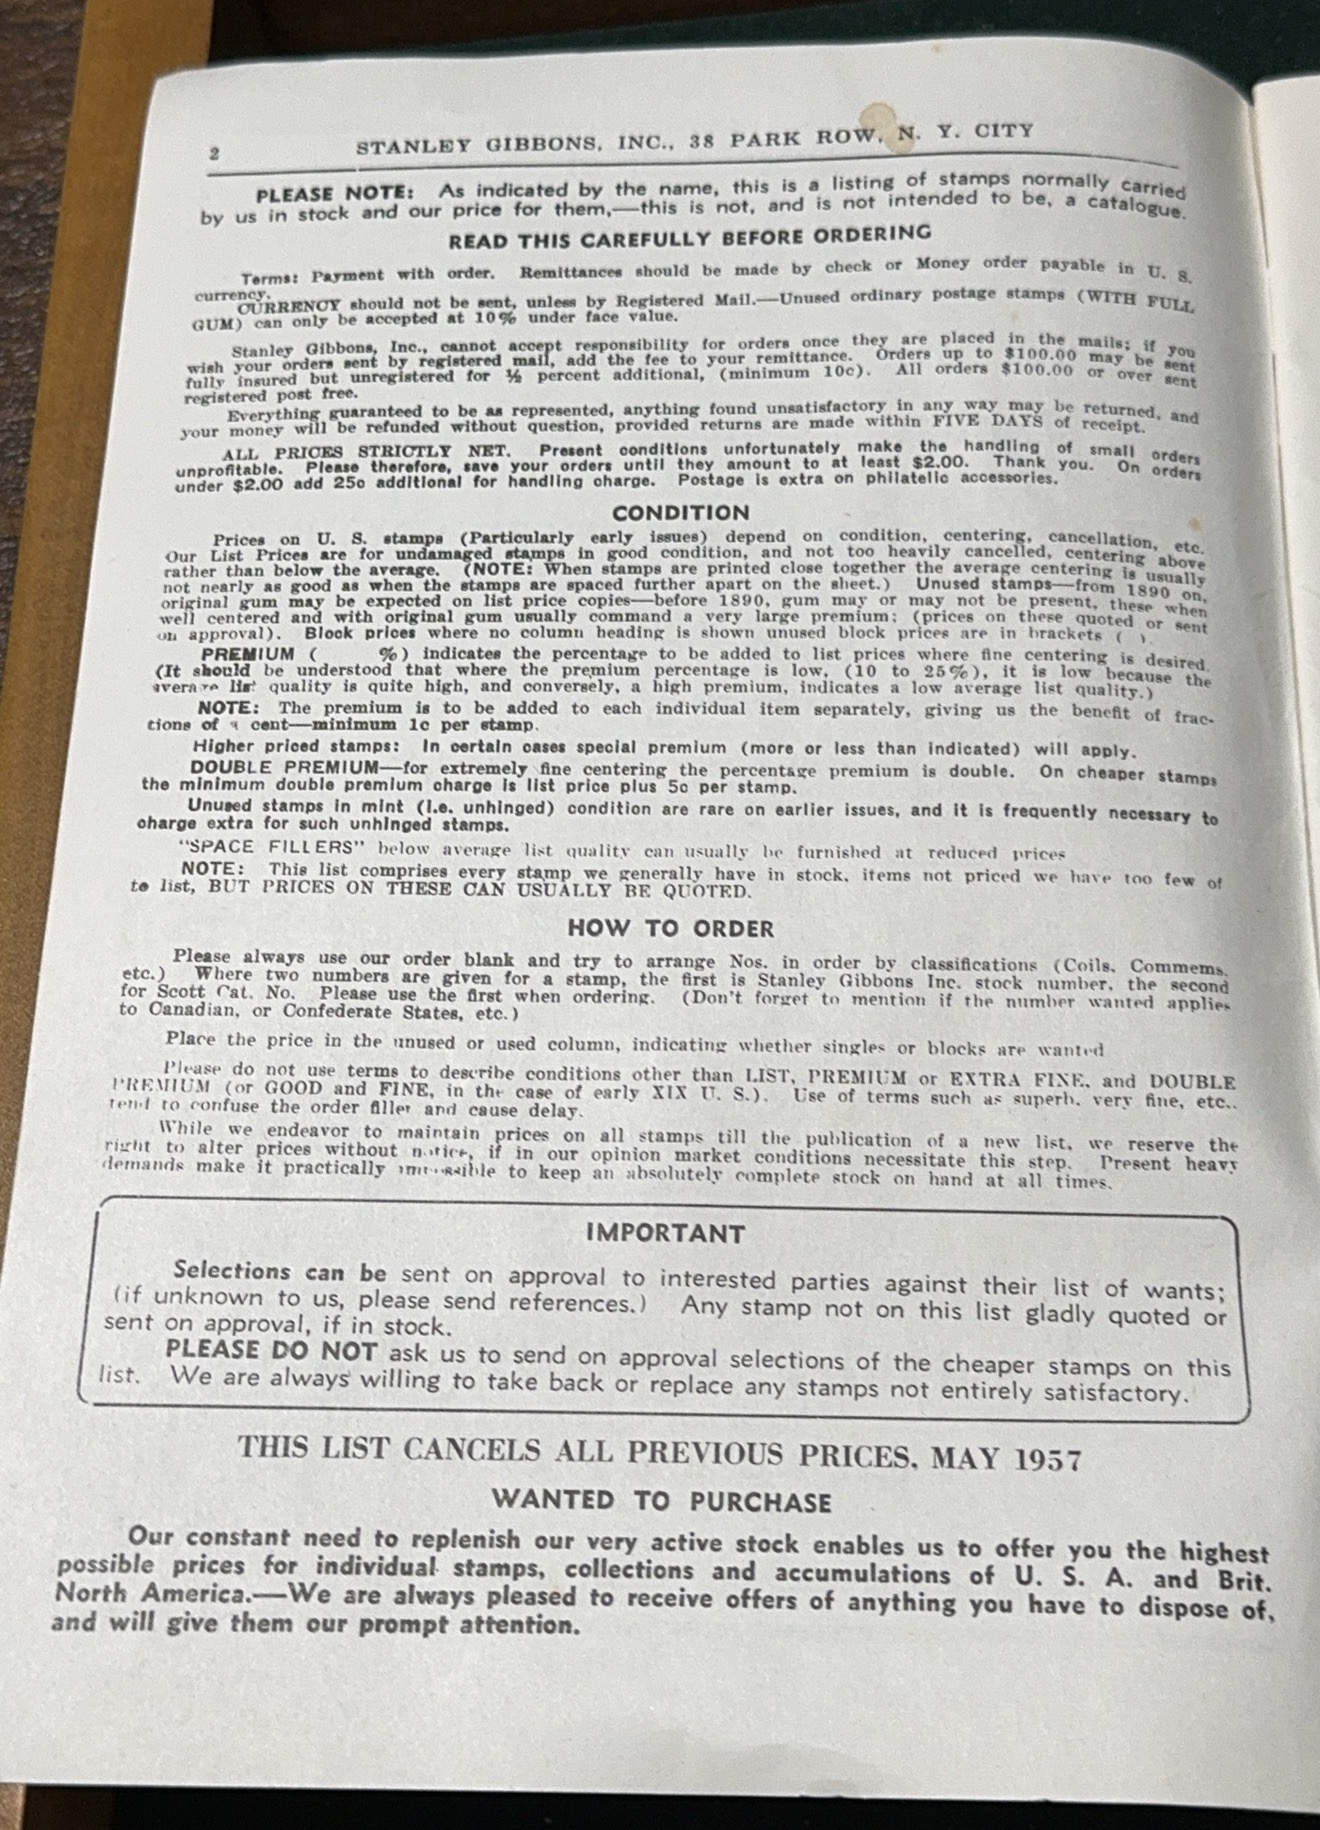 2
STANLEY GIBBONS, INC., 38 PARK ROW, N. Y. CITY
PLEASE NOTE: As indicated by the name, this is a listing of stamps normally carried
by us in stock and our price for them,—this is not, and is not intended to be, a catalogue.
READ THIS CAREFULLY BEFORE ORDERING
Terms: Payment with order. Remittances should be made by check or Money order payable in U. S.
currency.
CURRENCY should not be sent, unless by Registered Mail.—Unused ordinary postage stamps (WITH FULL
GUM) can only be accepted at 10% under face value.
Stanley Gibbons, Inc., cannot accept responsibility for orders once they are placed in the mails; if you
wish your orders sent by registered mail, add the fee to your remittance. Orders up to $100.00 may be sent
fully insured but unregistered for ½ percent additional, (minimum 10c). All orders $100.00 or over sent
registered post free.
Everything guaranteed to be as represented, anything found unsatisfactory in any way may be returned, and
your money will be refunded without question, provided returns are made within FIVE DAYS of receipt.
ALL PRICES STRICTLY NET. Present conditions unfortunately make the handling of small orders
unprofitable. Please therefore, save your orders until they amount to at least $2.00. Thank you. On orders
under $2.00 add 25c additional for handling charge. Postage is extra on philatelic accessories.
CONDITION
Prices on U. S. stamps (Particularly early issues) depend on condition, centering, cancellation, etc.
Our List Prices are for undamaged stamps in good condition, and not too heavily cancelled, centering above
rather than below the average. (NOTE: When stamps are printed close together the average centering is usually
not nearly as good as when the stamps are spaced further apart on the sheet.) Unused stamps—from 1890 on,
original gum may be expected on list price copies—before 1890, gum may or may not be present, these when
well centered and with original gum usually command a very large premium; (prices on these quoted or sent
on approval). Block prices where no column heading is shown unused block prices are in brackets ( ).
PREMIUM ( %) indicates the percentage to be added to list prices where fine centering is desired.
(It should be understood that where the premium percentage is low, (10 to 25%), it is low because the
average list quality is quite high, and conversely, a high premium, indicates a low average list quality.)
NOTE: The premium is to be added to each individual item separately, giving us the benefit of frac-
tions of a cent—minimum 1c per stamp.
Higher priced stamps: In certain cases special premium (more or less than indicated) will apply.
DOUBLE PREMIUM—for extremely fine centering the percentage premium is double. On cheaper stamps
the minimum double premium charge is list price plus 5c per stamp.
Unused stamps in mint (i.e. unhinged) condition are rare on earlier issues, and it is frequently necessary to
charge extra for such unhinged stamps.
"SPACE FILLERS" below average list quality can usually be furnished at reduced prices
NOTE: This list comprises every stamp we generally have in stock, items not priced we have too few of
to list, BUT PRICES ON THESE CAN USUALLY BE QUOTED.
HOW TO ORDER
Please always use our order blank and try to arrange Nos. in order by classifications (Coils, Commems.
etc.) Where two numbers are given for a stamp, the first is Stanley Gibbons Inc. stock number, the second
for Scott Cat. No. Please use the first when ordering. (Don't forget to mention if the number wanted applies
to Canadian, or Confederate States, etc.)
Place the price in the unused or used column, indicating whether singles or blocks are wanted
Please do not use terms to describe conditions other than LIST, PREMIUM or EXTRA FINE, and DOUBLE
PREMIUM (or GOOD and FINE, in the case of early XIX U. S.). Use of terms such as superb, very fine, etc..
tend to confuse the order filler and cause delay.
While we endeavor to maintain prices on all stamps till the publication of a new list, we reserve the
right to alter prices without notice, if in our opinion market conditions necessitate this step. Present heavy
demands make it practically impossible to keep an absolutely complete stock on hand at all times.
IMPORTANT
Selections can be sent on approval to interested parties against their list of wants;
(if unknown to us, please send references.) Any stamp not on this list gladly quoted or
sent on approval, if in stock.
PLEASE DO NOT ask us to send on approval selections of the cheaper stamps on this
list. We are always willing to take back or replace any stamps not entirely satisfactory.
THIS LIST CANCELS ALL PREVIOUS PRICES, MAY 1957
WANTED TO PURCHASE
Our constant need to replenish our very active stock enables us to offer you the highest
possible prices for individual stamps, collections and accumulations of U. S. A. and Brit.
North America.—We are always pleased to receive offers of anything you have to dispose of,
and will give them our prompt attention.